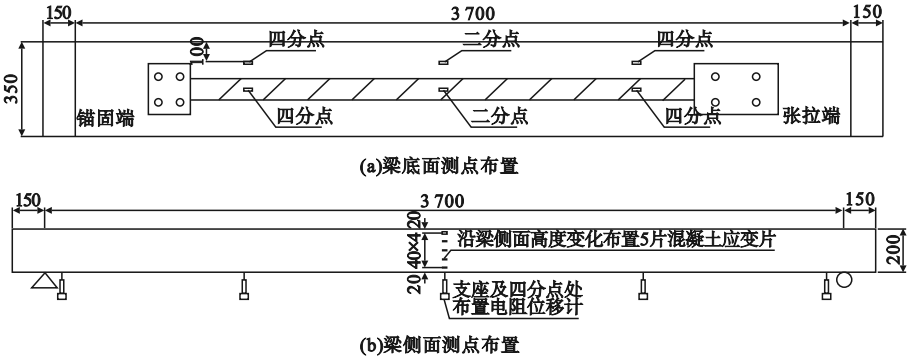 150
3 700
150
350
100
四分点
二分点
四分点
锚固端
四分点
二分点
四分点
张拉端
(a)梁底面测点布置
150
3 700
150
20
40×4
20
沿梁侧面高度变化布置5片混凝土应变片
200
支座及四分点处
布置电阻位移计
(b)梁侧面测点布置